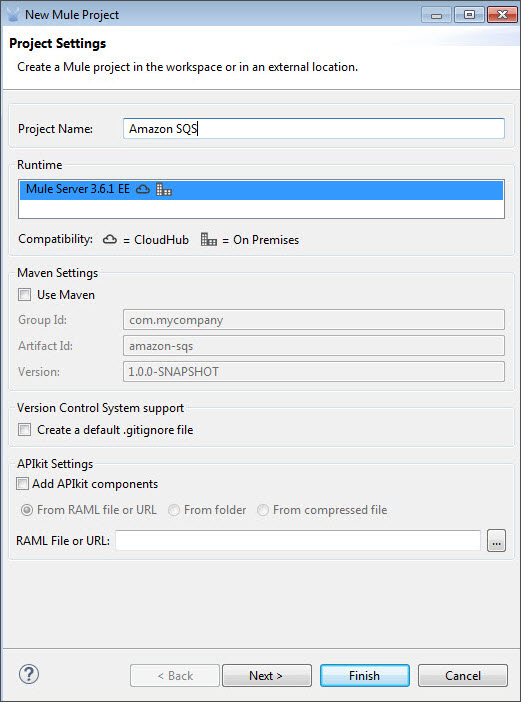 New Mule Project
Project Settings
Create a Mule project in the workspace or in an external location.
Project Name: Amazon SQS
Runtime
Mule Server 3.6.1 EE
Compatibility: = CloudHub = On Premises
Maven Settings
Use Maven
Group Id: com.mycompany
Artifact Id: amazon-sqs
Version: 1.0.0-SNAPSHOT
Version Control System support
Create a default .gitignore file
APIkit Settings
Add APIkit components
From RAML file or URL From folder From compressed file
RAML File or URL: ...
? < Back Next > Finish Cancel